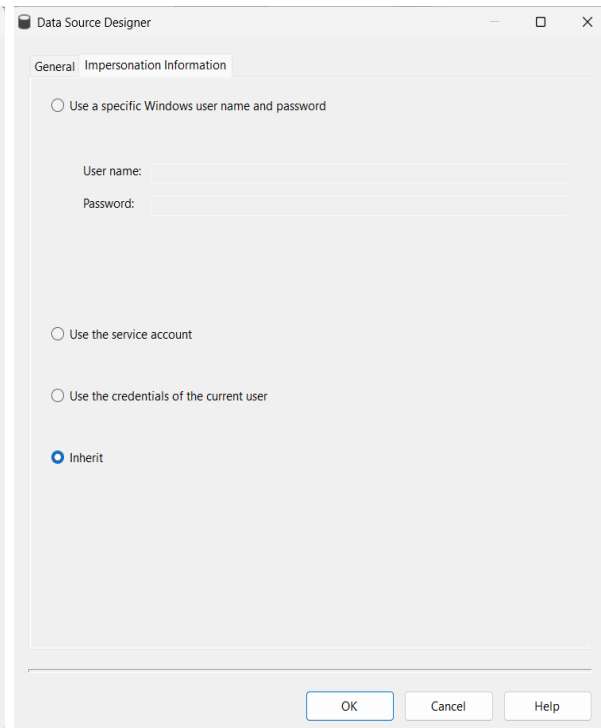 Data Source Designer
General Impersonation Information
Use a specific Windows user name and password
User name:
Password:
Use the service account
Use the credentials of the current user
Inherit
OK Cancel Help